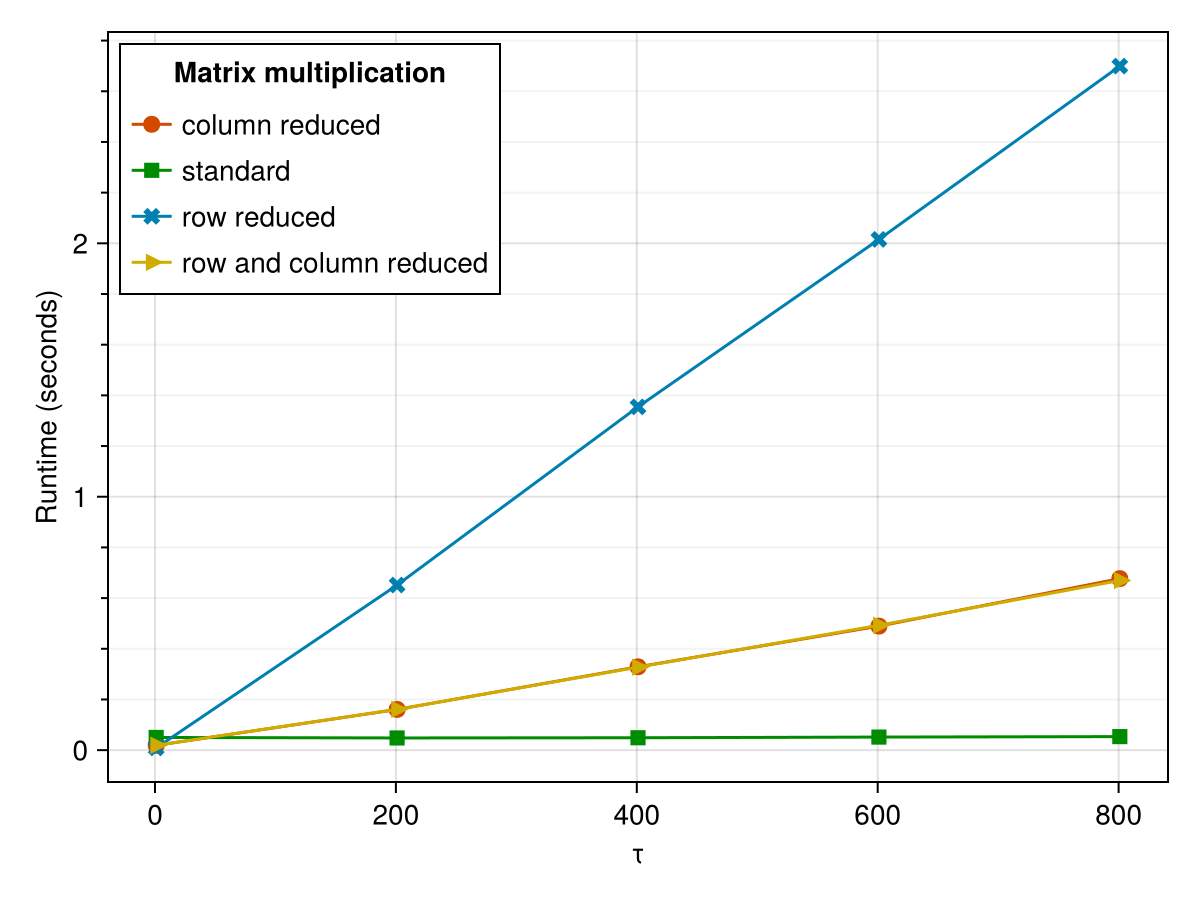 Matrix multiplication
column reduced
standard
row reduced
row and column reduced
Runtime (seconds)
2
1
0
0 200 400 600 800
τ